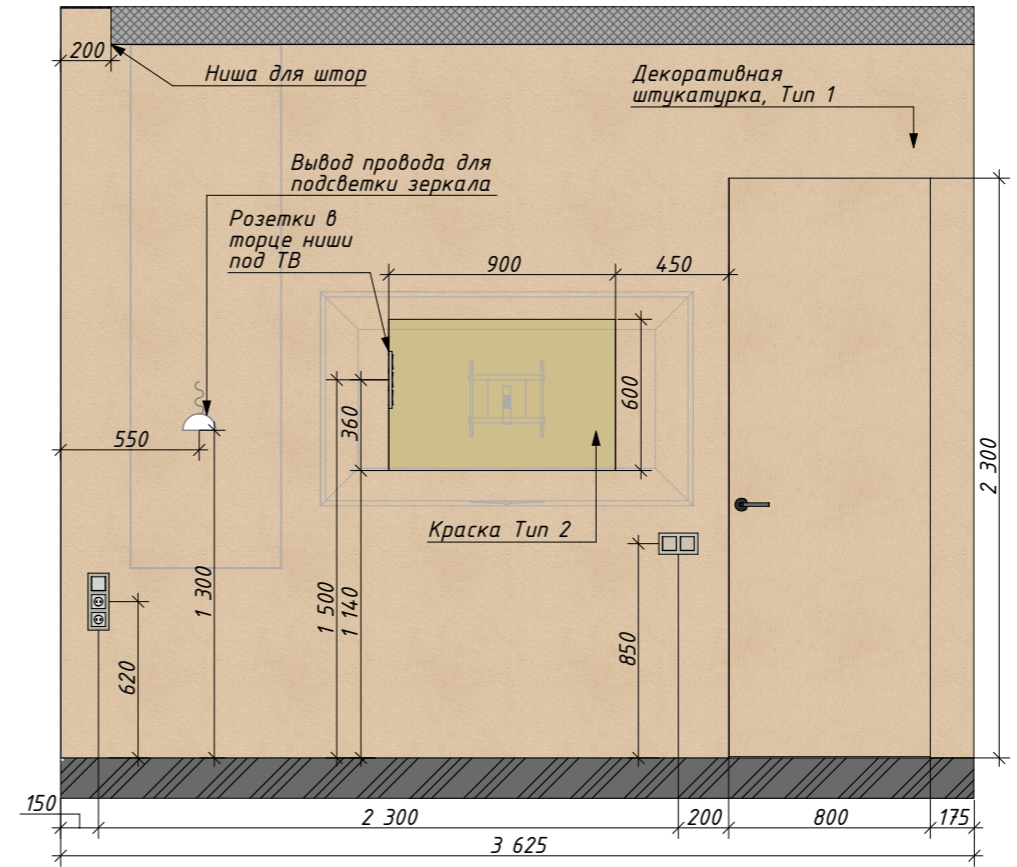 200
Ниша для штор
Декоративная
штукатурка, Тип 1
Вывод провода для
подсветки зеркала
Розетки в
торце ниши
под ТВ
900
450
600
360
550
2 300
Краска Тип 2
1 300
1 500
1 140
850
620
150
2 300
200
800
175
3 625